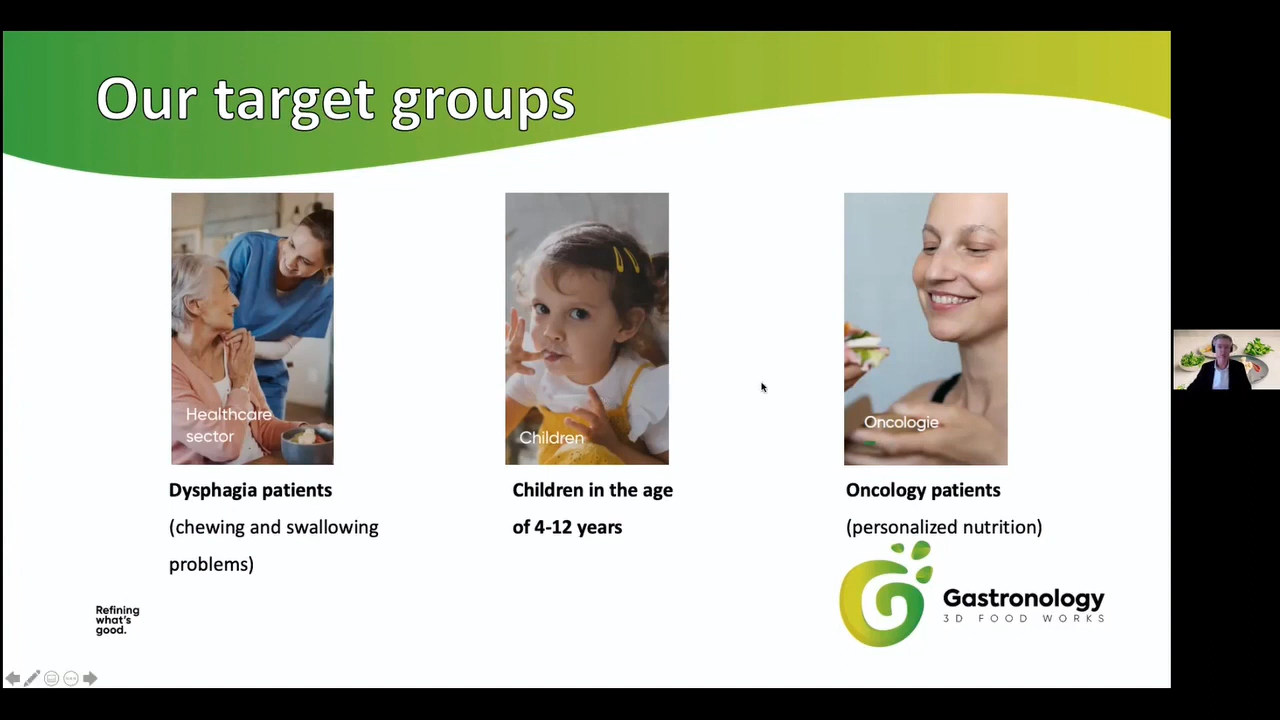 Our target groups
Healthcare
sector
Children
Oncologie
Dysphagia patients
(chewing and swallowing
problems)
Children in the age
of 4-12 years
Oncology patients
(personalized nutrition)
Refining
what's
good.
Gastronology
3D FOOD WORKS